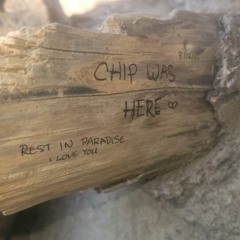 CHIP WAS
HERE ♡
REST IN PARADISE
I LOVE YOU